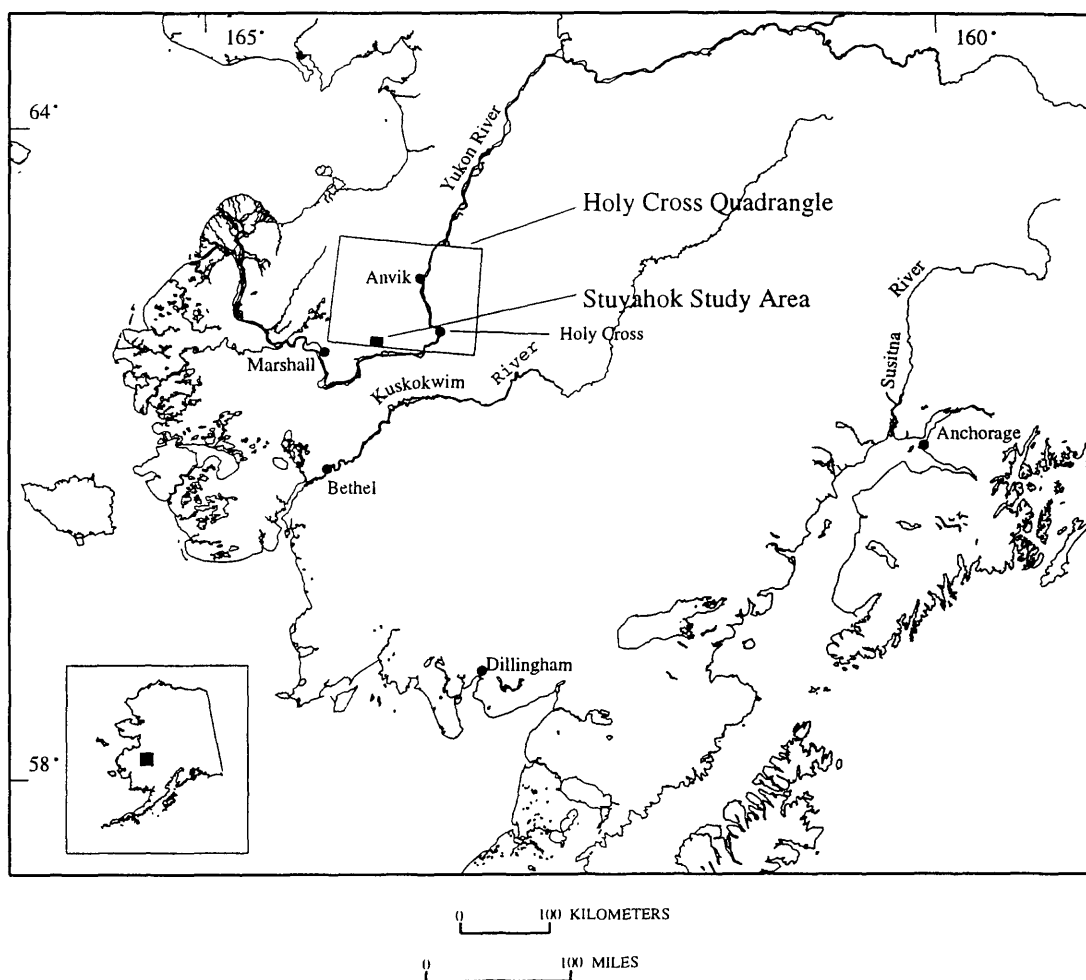 165°
160°
64°
Yukon River
Holy Cross Quadrangle
Anvik
River
Stuyahok Study Area
Holy Cross
Marshall
River
Kuskokwim
Susitna
Anchorage
Bethel
Dillingham
58°
0 100 KILOMETERS
0 100 MILES